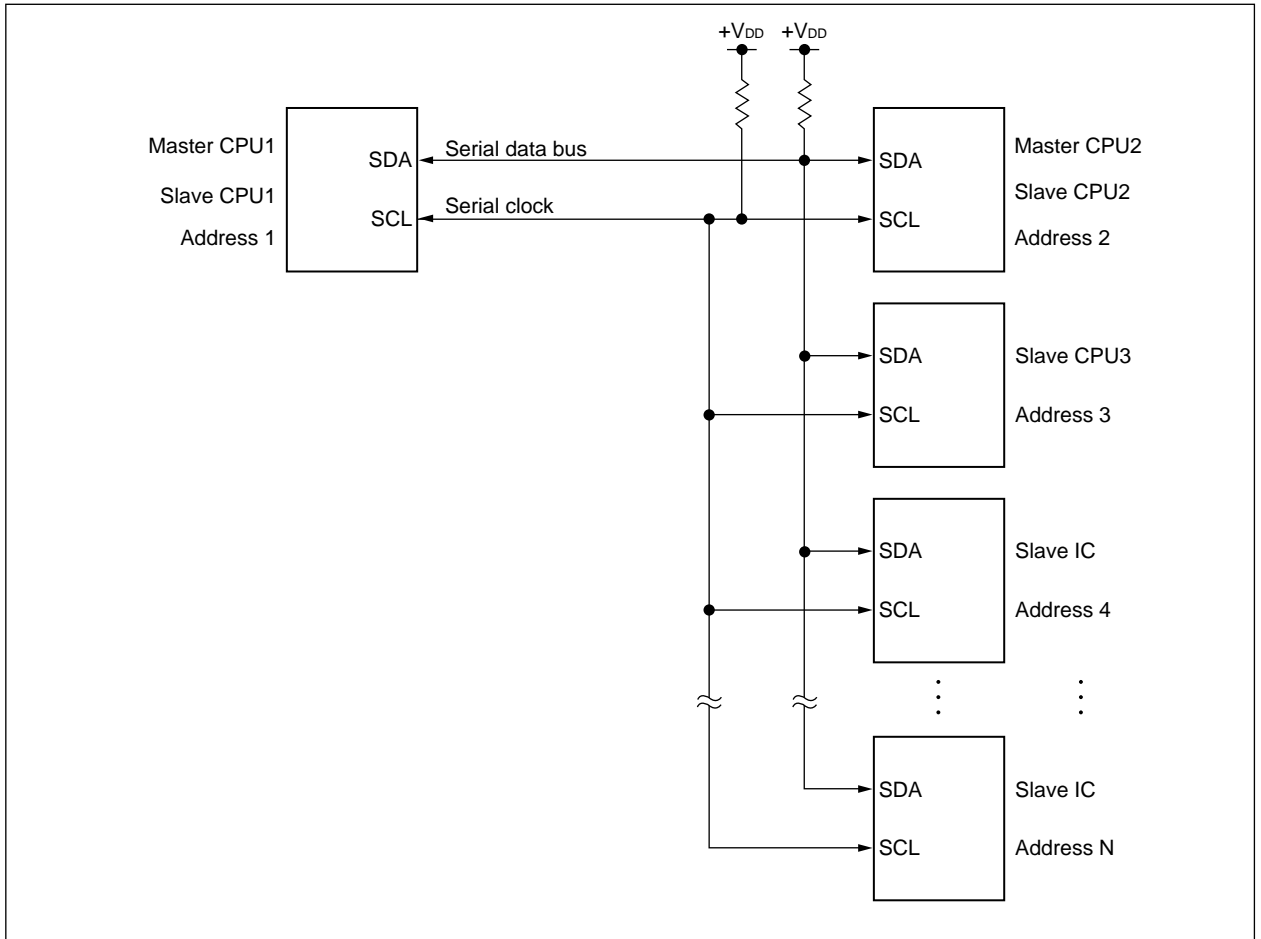 +VDD +VDD
Master CPU1
Slave CPU1
Address 1
SDA
SCL
Serial data bus
Serial clock
SDA
SCL
Master CPU2
Slave CPU2
Address 2
SDA
SCL
Slave CPU3
Address 3
SDA
SCL
Slave IC
Address 4
SDA
SCL
Slave IC
Address N